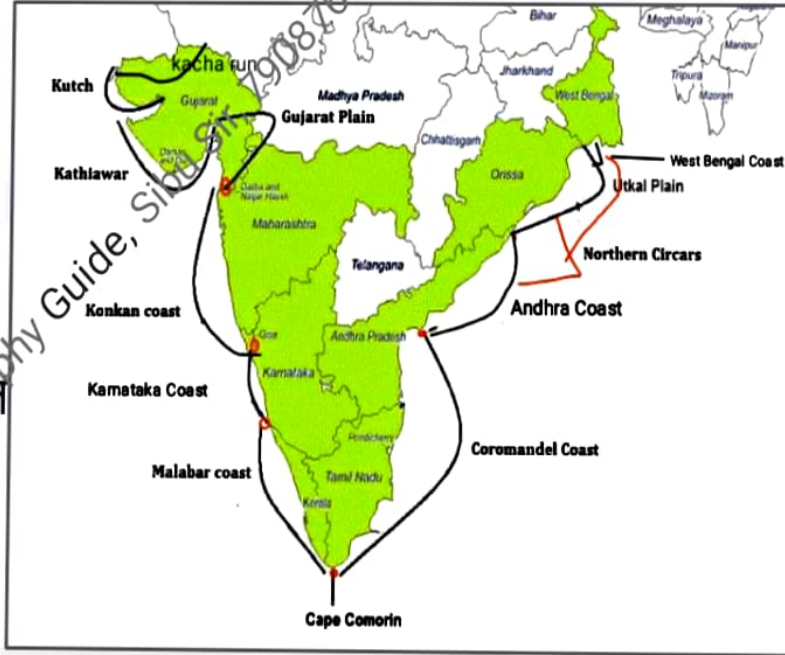 Bihar
Meghalaya
Manipur
kacha run
Jharkhand
Tripura
Kutch
Gujarat
Madhya Pradesh
West Bengal
Mizoram
Gujarat Plain
Chhattisgarh
West Bengal Coast
Kathiawar
Orissa
Utkal Plain
Dadra and
Nagar Haveli
Maharashtra
phy Guide, Sibu Sir, 790870
Northern Circars
Telangana
Konkan coast
Andhra Coast
Goa
Andhra Pradesh
Karnataka
Karnataka Coast
Pondicherry
Coromandel Coast
Malabar coast
Tamil Nadu
Kerala
Cape Comorin